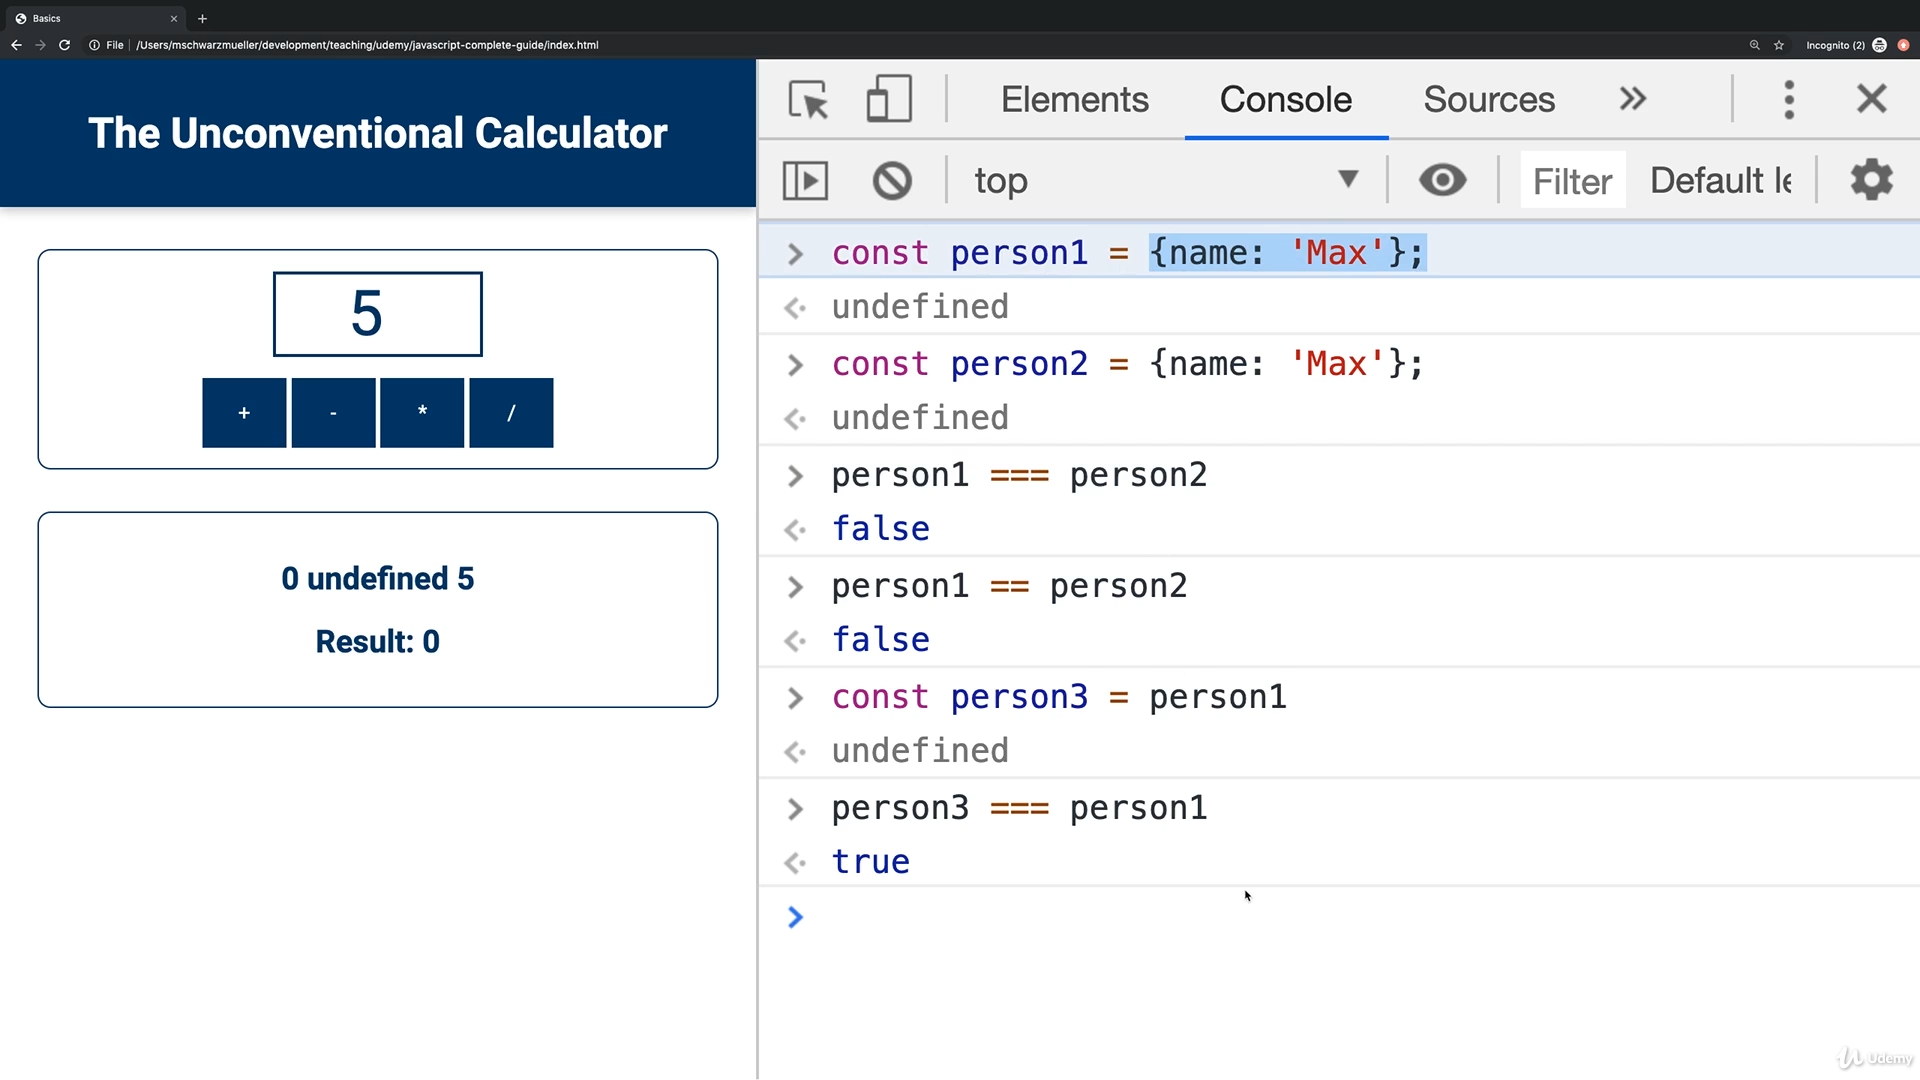 Basics
File /Users/mschwarzmueller/development/teaching/udemy/javascript-complete-guide/index.html
Incognito (2)
The Unconventional Calculator
5
+ - * /
0 undefined 5
Result: 0
Elements Console Sources
top Filter Default le
const person1 = {name: 'Max'};
undefined
const person2 = {name: 'Max'};
undefined
person1 === person2
false
person1 == person2
false
const person3 = person1
undefined
person3 === person1
true
Udemy